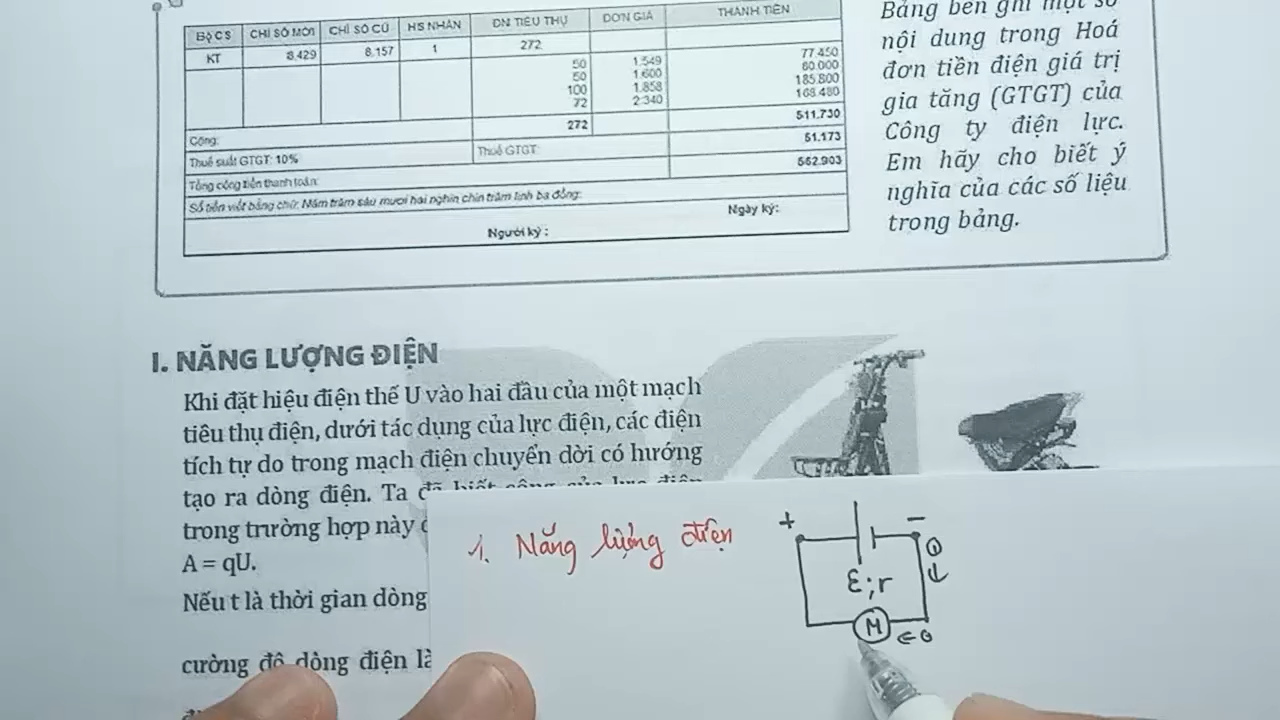 BỘ CS CHỈ SỐ MỚI CHỈ SỐ CŨ HS NHÂN ĐN TIÊU THỤ ĐƠN GIÁ THÀNH TIỀN
KT 8.429 8.157 1 272
50 1.549 77.450
50 1.600 80.000
100 1.858 185.800
72 2.340 168.480
Cộng: 272 511.730
Thuế suất GTGT: 10% Thuế GTGT: 51.173
Tổng cộng tiền thanh toán: 562.903
Số tiền viết bằng chữ: Năm trăm sáu mươi hai nghìn chín trăm linh ba đồng:
Ngày ký:
Người ký :
Bảng bên ghi một số
nội dung trong Hoá
đơn tiền điện giá trị
gia tăng (GTGT) của
Công ty điện lực.
Em hãy cho biết ý
nghĩa của các số liệu
trong bảng.
I. NĂNG LƯỢNG ĐIỆN
Khi đặt hiệu điện thế U vào hai đầu của một mạch
tiêu thụ điện, dưới tác dụng của lực điện, các điện
tích tự do trong mạch điện chuyển dời có hướng
tạo ra dòng điện. Ta đã biết công của lực điện
trong trường hợp này
A = qU.
Nếu t là thời gian dòng
cường độ dòng điện là
1. Năng lượng điện
+ −
ℰ; r
M